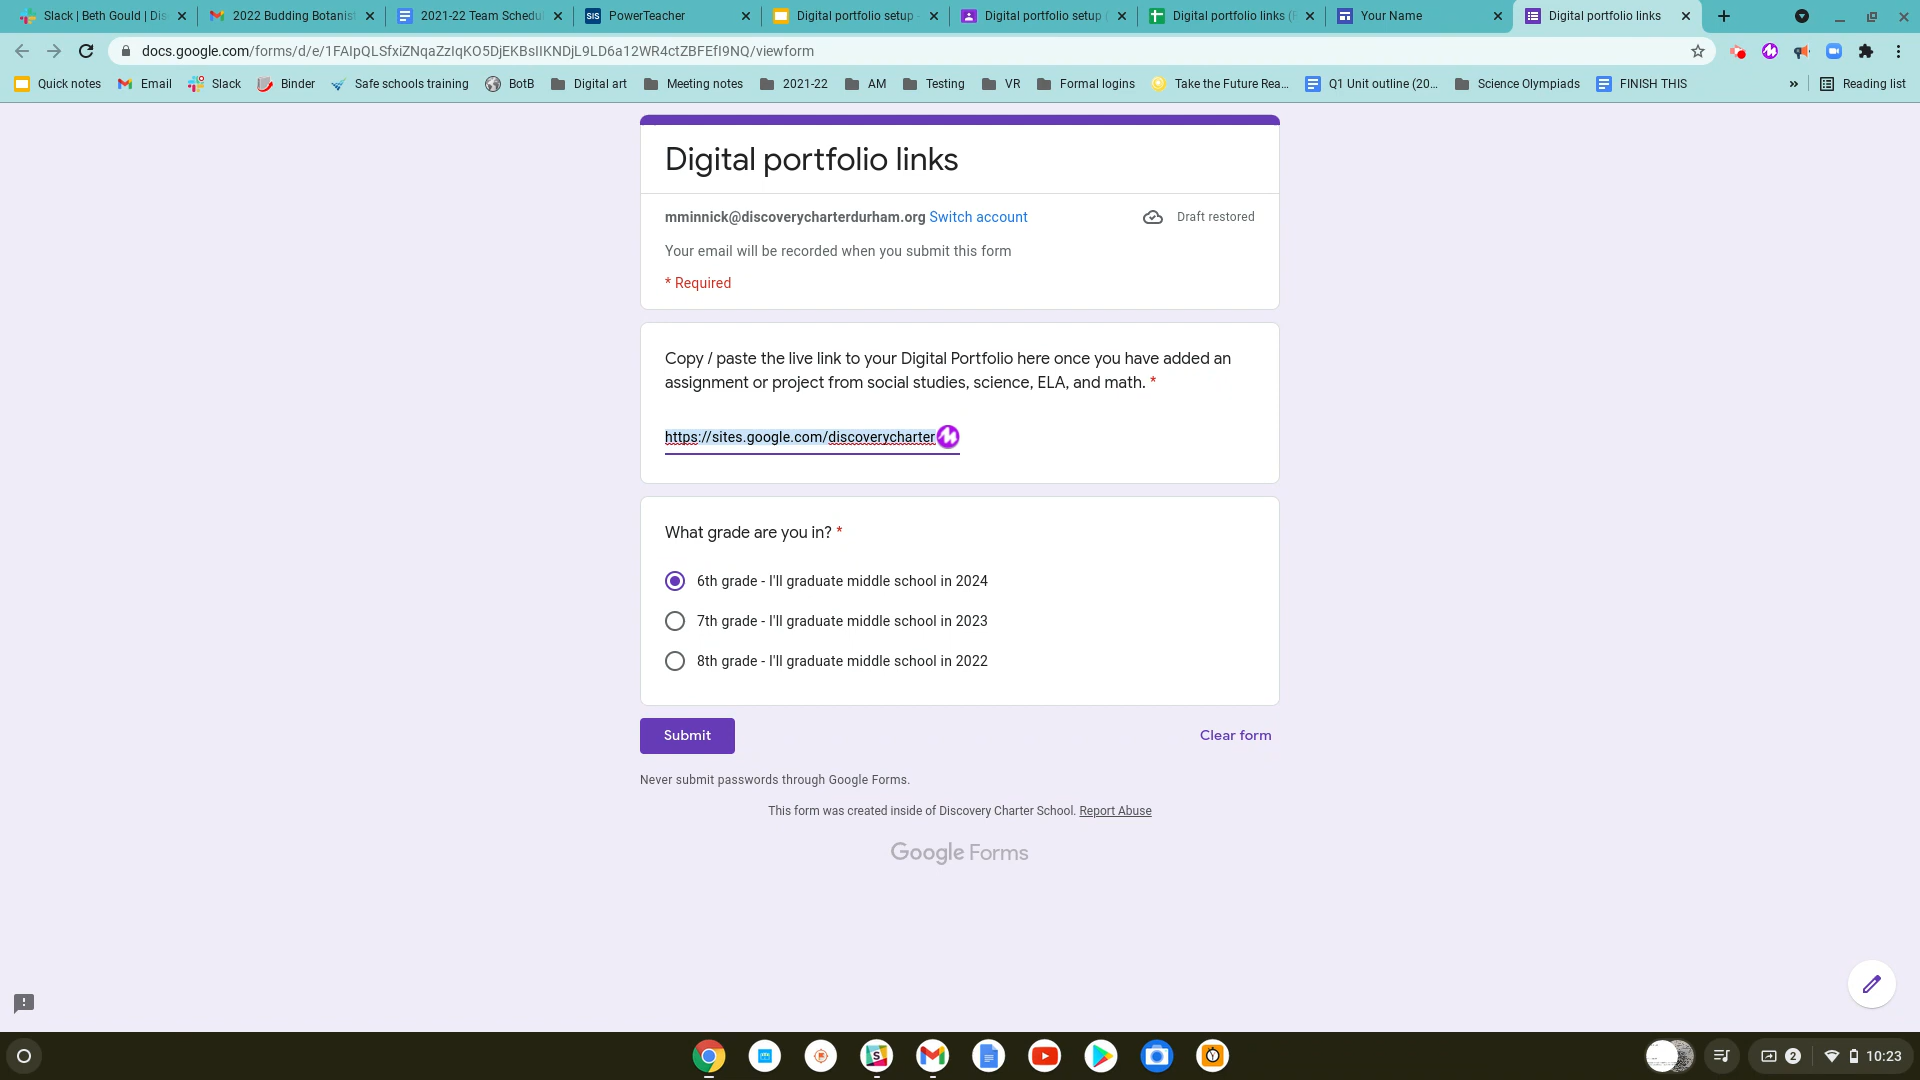 Slack | Beth Gould | Dis
2022 Budding Botanist
2021-22 Team Schedul
SIS PowerTeacher
Digital portfolio setup -
Digital portfolio setup (
Digital portfolio links (R
Your Name
Digital portfolio links
docs.google.com/forms/d/e/1FAIpQLSfxiZNqaZzIqKO5DjEKBsIIKNDjL9LD6a12WR4ctZBFEfI9NQ/viewform
Quick notes
Email
Slack
Binder
Safe schools training
BotB
Digital art
Meeting notes
2021-22
AM
Testing
VR
Formal logins
Take the Future Rea...
Q1 Unit outline (20...
Science Olympiads
FINISH THIS
»
Reading list
Digital portfolio links
mminnick@discoverycharterdurham.org Switch account
Draft restored
Your email will be recorded when you submit this form
* Required
Copy / paste the live link to your Digital Portfolio here once you have added an
assignment or project from social studies, science, ELA, and math. *
https://sites.google.com/discoverycharter
What grade are you in? *
6th grade - I'll graduate middle school in 2024
7th grade - I'll graduate middle school in 2023
8th grade - I'll graduate middle school in 2022
Submit
Clear form
Never submit passwords through Google Forms.
This form was created inside of Discovery Charter School. Report Abuse
Google Forms
2
10:23